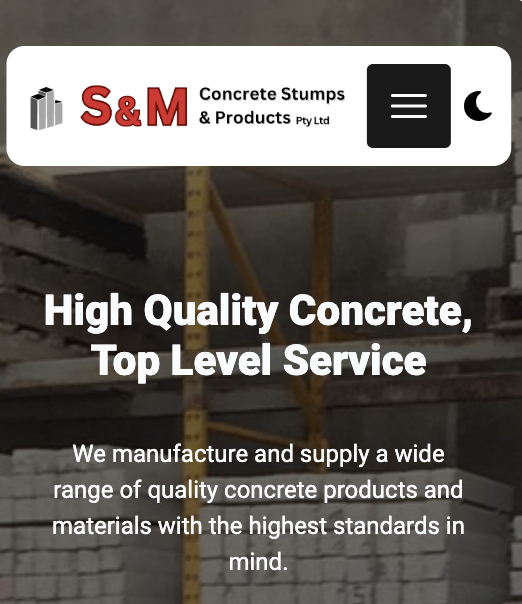 S&M Concrete Stumps
& Products Pty Ltd
High Quality Concrete,
Top Level Service
We manufacture and supply a wide
range of quality concrete products and
materials with the highest standards in
mind.